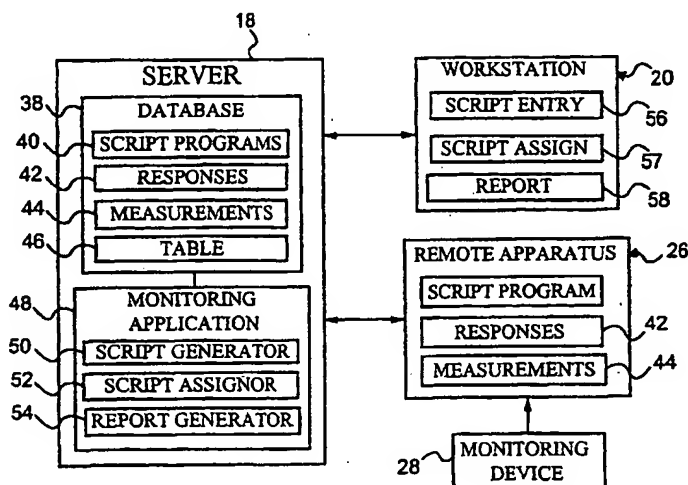 18
SERVER
38
DATABASE
40
SCRIPT PROGRAMS
42
RESPONSES
44
MEASUREMENTS
46
TABLE
48
MONITORING
APPLICATION
50
SCRIPT GENERATOR
52
SCRIPT ASSIGNOR
54
REPORT GENERATOR
WORKSTATION
20
SCRIPT ENTRY
56
SCRIPT ASSIGN
57
REPORT
58
REMOTE APPARATUS
26
SCRIPT PROGRAM
RESPONSES
42
MEASUREMENTS
44
28
MONITORING
DEVICE